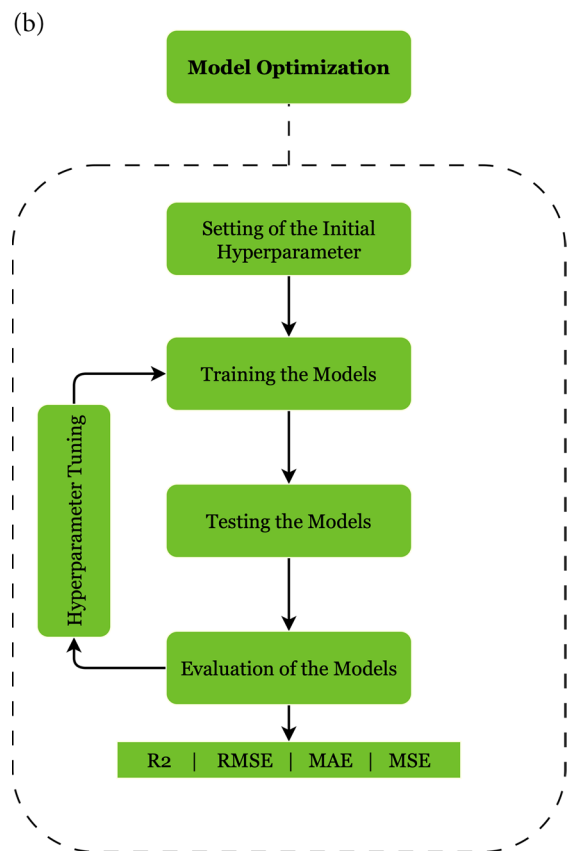 (b)
Model Optimization
Setting of the Initial
Hyperparameter
Training the Models
Hyperparameter Tuning
Testing the Models
Evaluation of the Models
R2 | RMSE | MAE | MSE